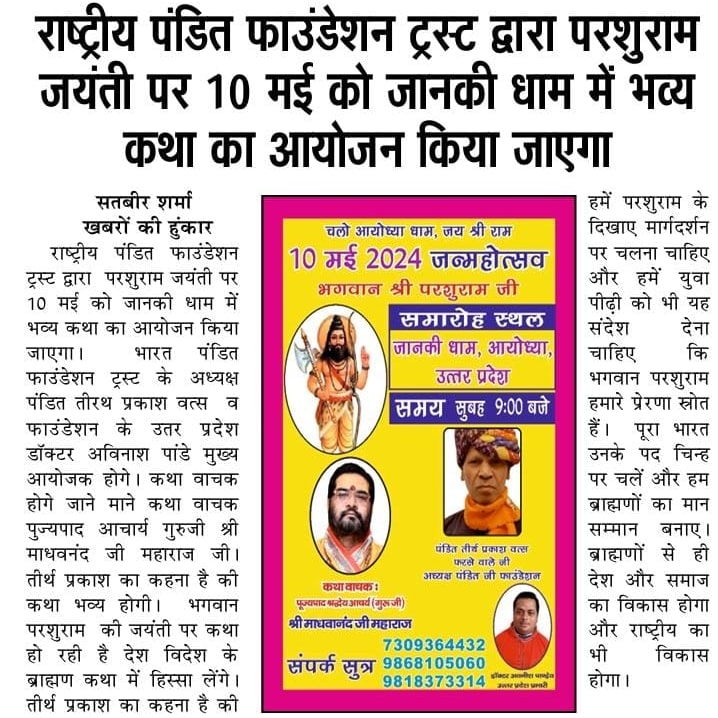 राष्ट्रीय पंडित फाउंडेशन ट्रस्ट द्वारा परशुराम
जयंती पर 10 मई को जानकी धाम में भव्य
कथा का आयोजन किया जाएगा
सतबीर शर्मा
खबरों की हुंकार
राष्ट्रीय पंडित फाउंडेशन
ट्रस्ट द्वारा परशुराम जयंती पर
10 मई को जानकी धाम में
भव्य कथा का आयोजन किया
जाएगा। भारत पंडित
फाउंडेशन ट्रस्ट के अध्यक्ष
पंडित तीरथ प्रकाश वत्स व
फाउंडेशन के उतर प्रदेश
डॉक्टर अविनाश पांडे मुख्य
आयोजक होगे। कथा वाचक
होगे जाने माने कथा वाचक
पुज्यपाद आचार्य गुरुजी श्री
माधवनंद जी महाराज जी।
तीर्थ प्रकाश का कहना है की
कथा भव्य होगी। भगवान
परशुराम की जयंती पर कथा
हो रही है देश विदेश के
ब्राह्मण कथा में हिस्सा लेंगे।
तीर्थ प्रकाश का कहना है की
चलो आयोध्या धाम, जय श्री राम
10 मई 2024 जन्महोत्सव
भगवान श्री परशुराम जी
समारोह स्थल
जानकी धाम, आयोध्या,
उत्तर प्रदेश
समय सुबह 9:00 बजे
पंडित तीर्थ प्रकाश वत्स
फरसे वाले जी
अध्यक्ष पंडित जी फाउंडेशन
कथा वाचक :
पूज्यपाद श्रद्धेय आचार्य (गुरु जी)
श्री माधवानंद जी महाराज
संपर्क सुत्र
7309364432
9868105060
9818373314
उत्तर प्रदेश प्रभारी
हमें परशुराम के
दिखाए मार्गदर्शन
पर चलना चाहिए
और हमें युवा
पीढ़ी को भी यह
संदेश देना
चाहिए कि
भगवान परशुराम
हमारे प्रेरणा स्रोत
हैं। पूरा भारत
उनके पद चिन्ह
पर चलें और हम
ब्राह्मणों का मान
सम्मान बनाए।
ब्राह्मणों से ही
देश और समाज
का विकास होगा
और राष्ट्रीय का
भी विकास
होगा।